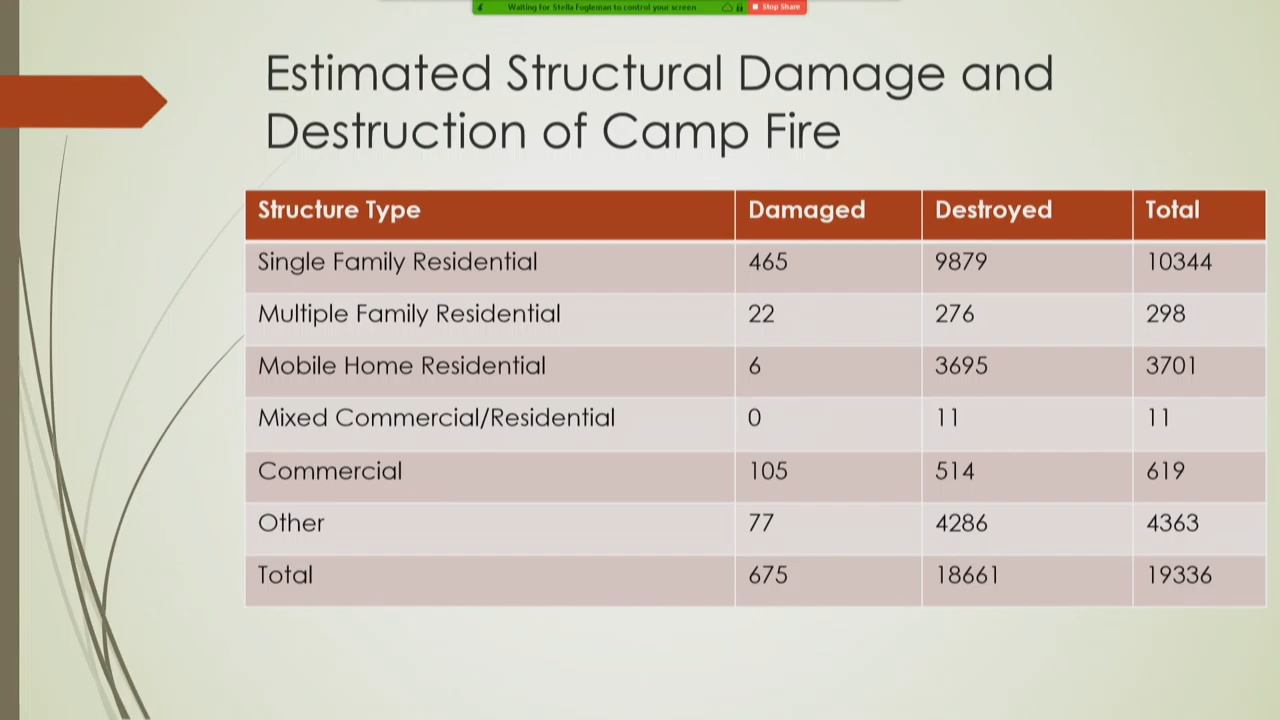 Waiting for Stella Fogleman to control your screen Stop Share
Estimated Structural Damage and
Destruction of Camp Fire
Structure Type Damaged Destroyed Total
Single Family Residential 465 9879 10344
Multiple Family Residential 22 276 298
Mobile Home Residential 6 3695 3701
Mixed Commercial/Residential 0 11 11
Commercial 105 514 619
Other 77 4286 4363
Total 675 18661 19336